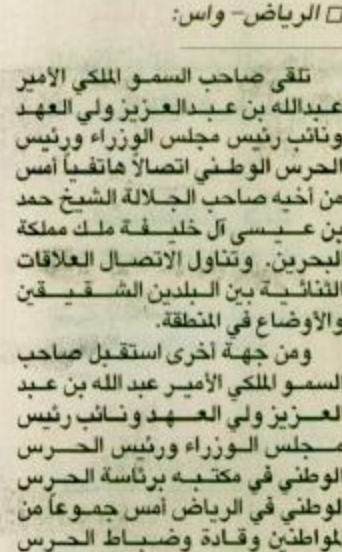 □ الرياض- واس:
تلقى صاحب السمو الملكي الأمير
عبدالله بن عبدالعزيز ولي العهد
ونائب رئيس مجلس الوزراء ورئيس
الحرس الوطني اتصالاً هاتفياً أمس
من أخيه صاحب الجلالة الشيخ حمد
بن عيسى آل خليفة ملك مملكة
البحرين. وتناول الاتصال العلاقات
الثنائية بين البلدين الشقيقين
والأوضاع في المنطقة.
ومن جهة أخرى استقبل صاحب
السمو الملكي الأمير عبد الله بن عبد
العزيز ولي العهد ونائب رئيس
مجلس الوزراء ورئيس الحرس
الوطني في مكتبه برئاسة الحرس
الوطني في الرياض أمس جموعاً من
المواطنين وقادة وضباط الحرس